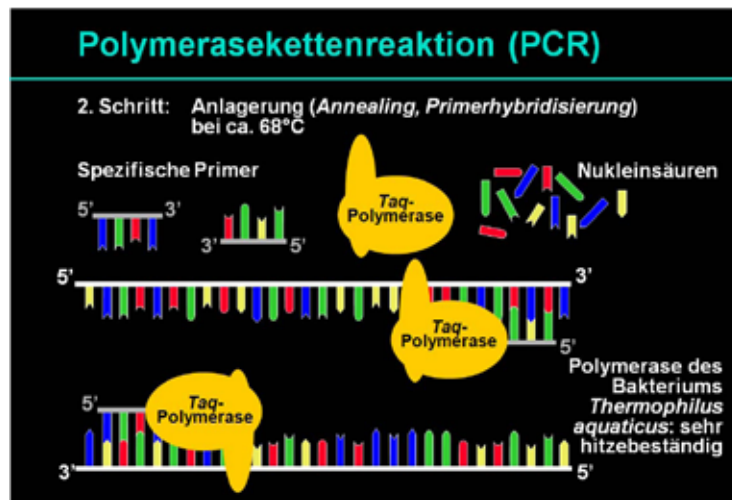 Polymerasekettenreaktion (PCR)
2. Schritt: Anlagerung (Annealing, Primerhybridisierung)
bei ca. 68°C
Spezifische Primer
Nukleinsäuren
5’ 3’
3’ 5’
Taq-
Polymerase
5’ 3’
Taq-
Polymerase
5’
Polymerase des
Bakteriums
Thermophilus
aquaticus: sehr
hitzebeständig
5’
Taq-
Polymerase
3’ 5’